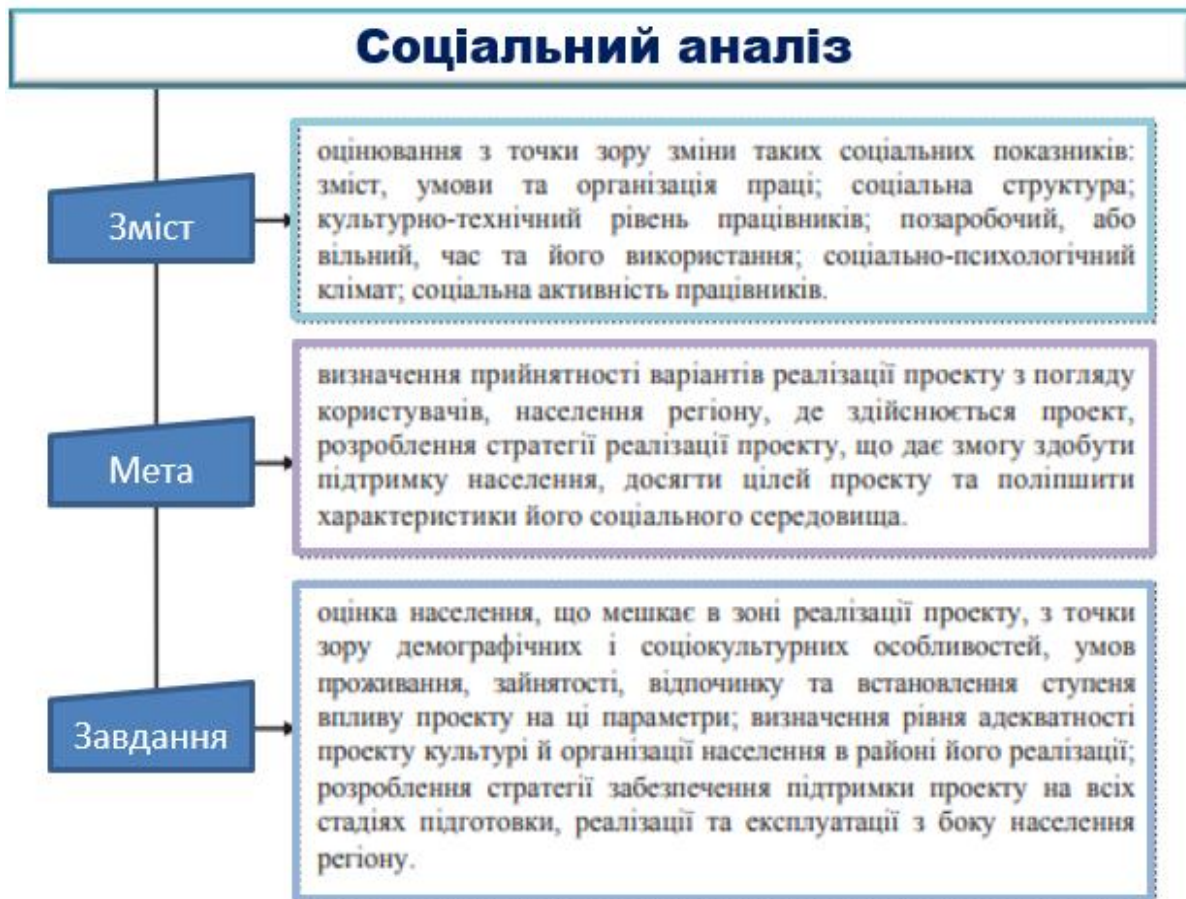 Соціальний аналіз
Зміст
оцінювання з точки зору зміни таких соціальних показників:
зміст, умови та організація праці; соціальна структура;
культурно-технічний рівень працівників; позаробочий, або
вільний, час та його використання; соціально-психологічний
клімат; соціальна активність працівників.
Мета
визначення прийнятності варіантів реалізації проекту з погляду
користувачів, населення регіону, де здійснюється проект,
розроблення стратегії реалізації проекту, що дає змогу здобути
підтримку населення, досягти цілей проекту та поліпшити
характеристики його соціального середовища.
Завдання
оцінка населення, що мешкає в зоні реалізації проекту, з точки
зору демографічних і соціокультурних особливостей, умов
проживання, зайнятості, відпочинку та встановлення ступеня
впливу проекту на ці параметри; визначення рівня адекватності
проекту культурі й організації населення в районі його реалізації;
розроблення стратегії забезпечення підтримки проекту на всіх
стадіях підготовки, реалізації та експлуатації з боку населення
регіону.